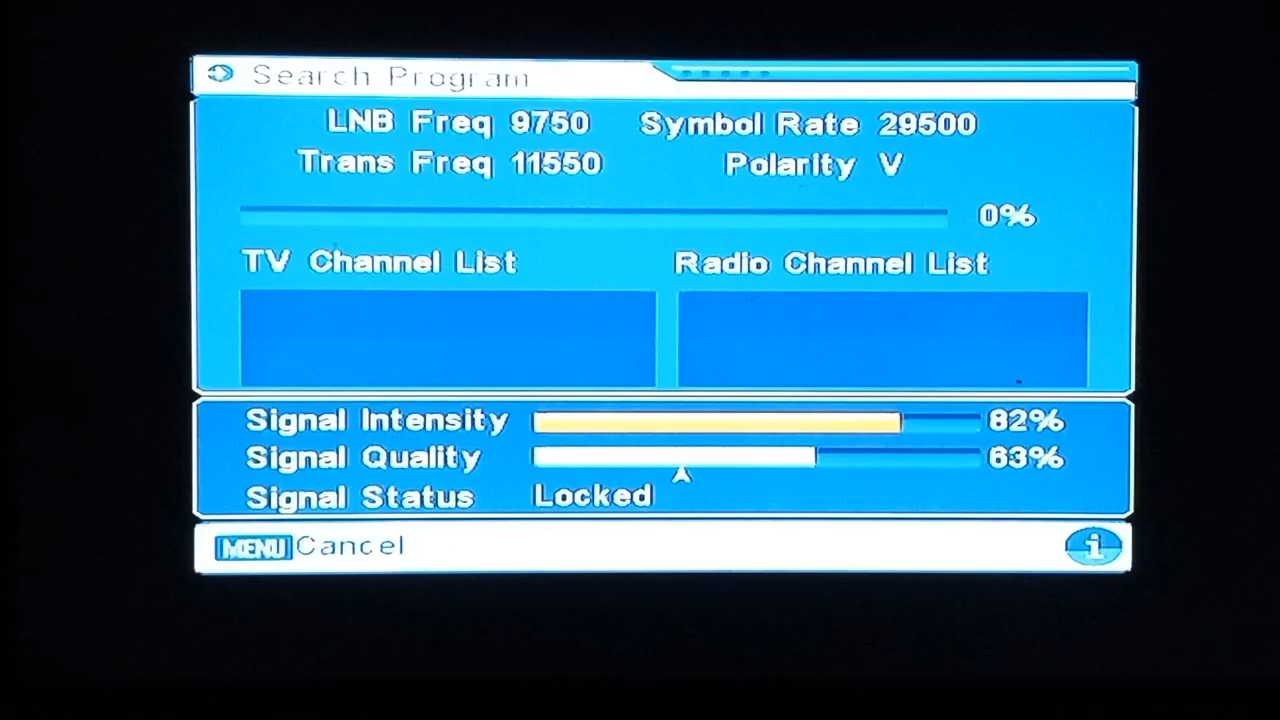 Search Program
LNB Freq 9750 Symbol Rate 29500
Trans Freq 11550 Polarity V
0%
TV Channel List Radio Channel List
Signal Intensity 82%
Signal Quality 63%
Signal Status Locked
MENU Cancel i